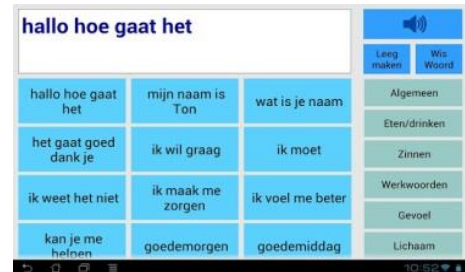 hallo hoe gaat het
Leeg
maken
Wis
Woord
hallo hoe gaat
het
mijn naam is
Ton
wat is je naam
het gaat goed
dank je
ik wil graag
ik moet
ik weet het niet
ik maak me
zorgen
ik voel me beter
kan je me
helpen
goedemorgen
goedemiddag
Algemeen
Eten/drinken
Zinnen
Werkwoorden
Gevoel
Lichaam
10:52